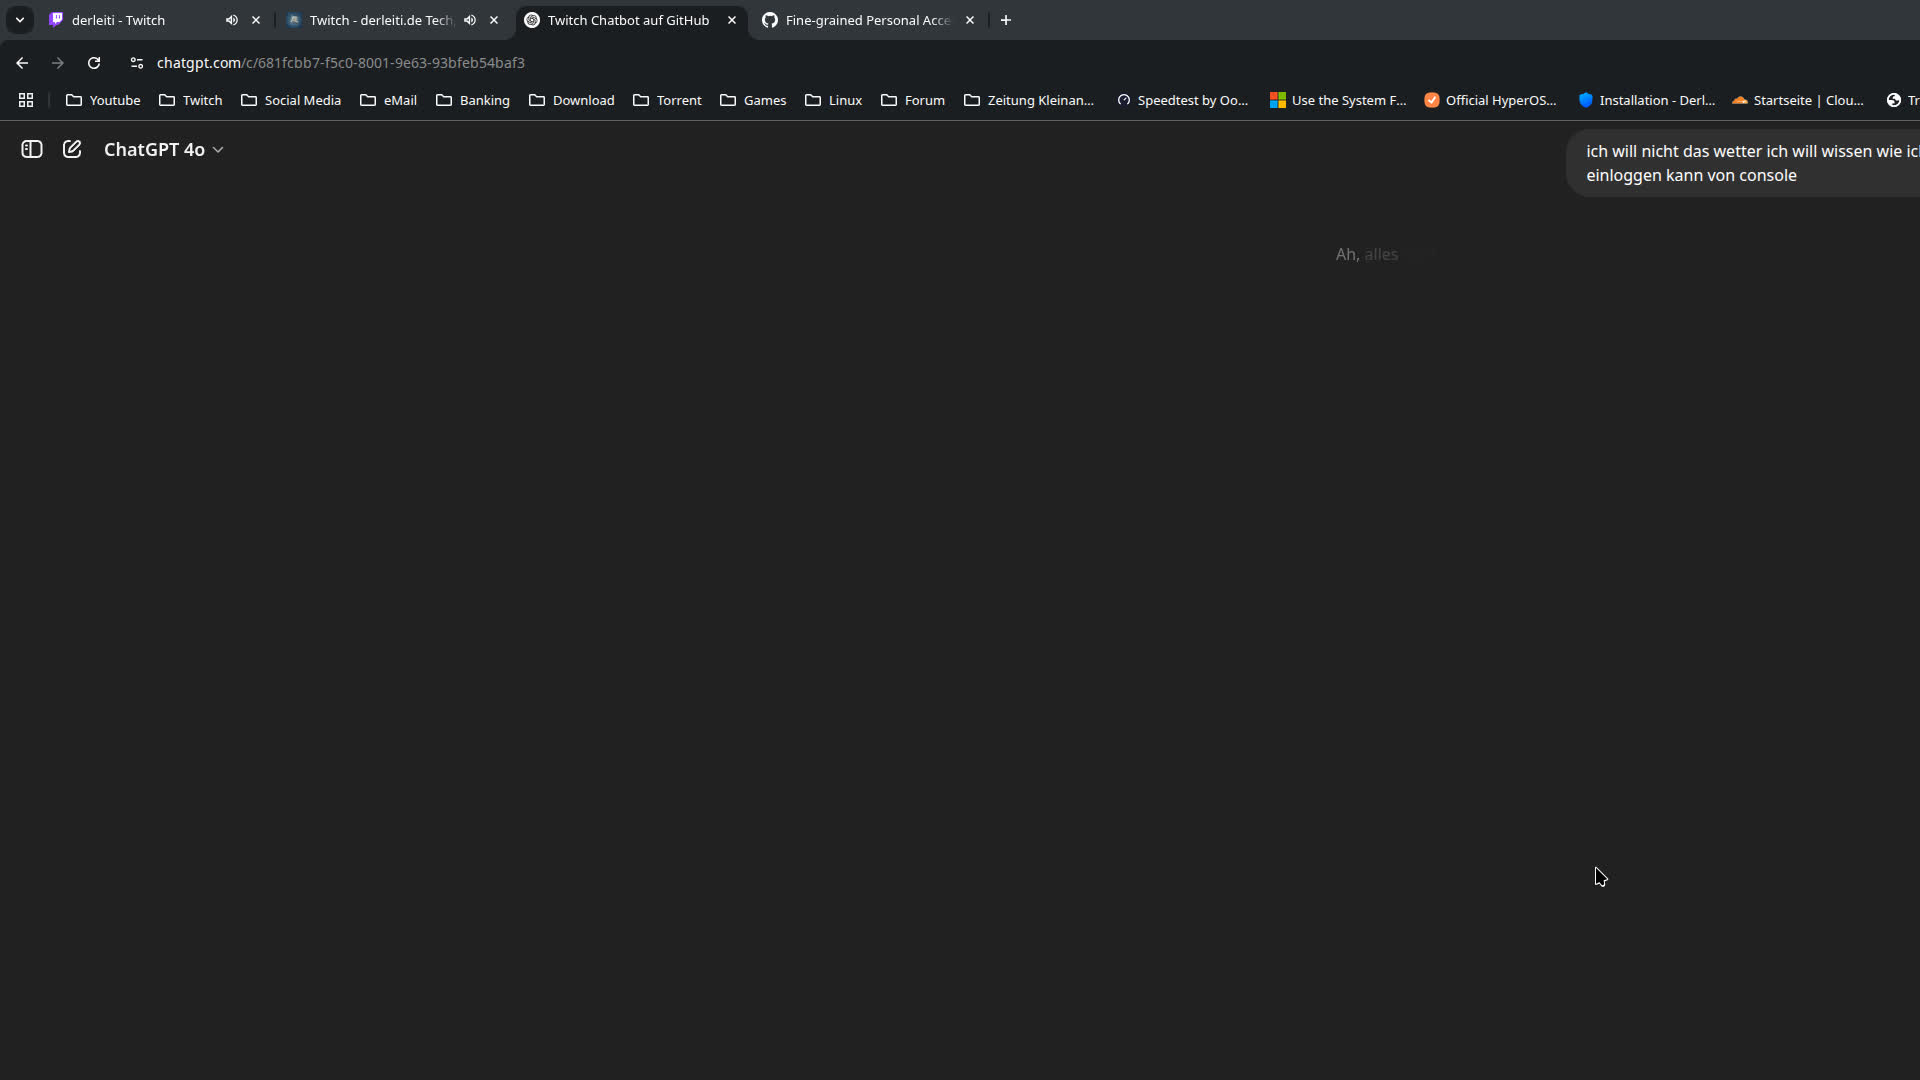 derleiti - Twitch
Twitch - derleiti.de Tech
Twitch Chatbot auf GitHub
Fine-grained Personal Acce
chatgpt.com/c/681fcbb7-f5c0-8001-9e63-93bfeb54baf3
Youtube
Twitch
Social Media
eMail
Banking
Download
Torrent
Games
Linux
Forum
Zeitung Kleinan...
Speedtest by Oo...
Use the System F...
Official HyperOS...
Installation - Derl...
Startseite | Clou...
Tr
ChatGPT 4o
ich will nicht das wetter ich will wissen wie ich
einloggen kann von console
Ah, alles